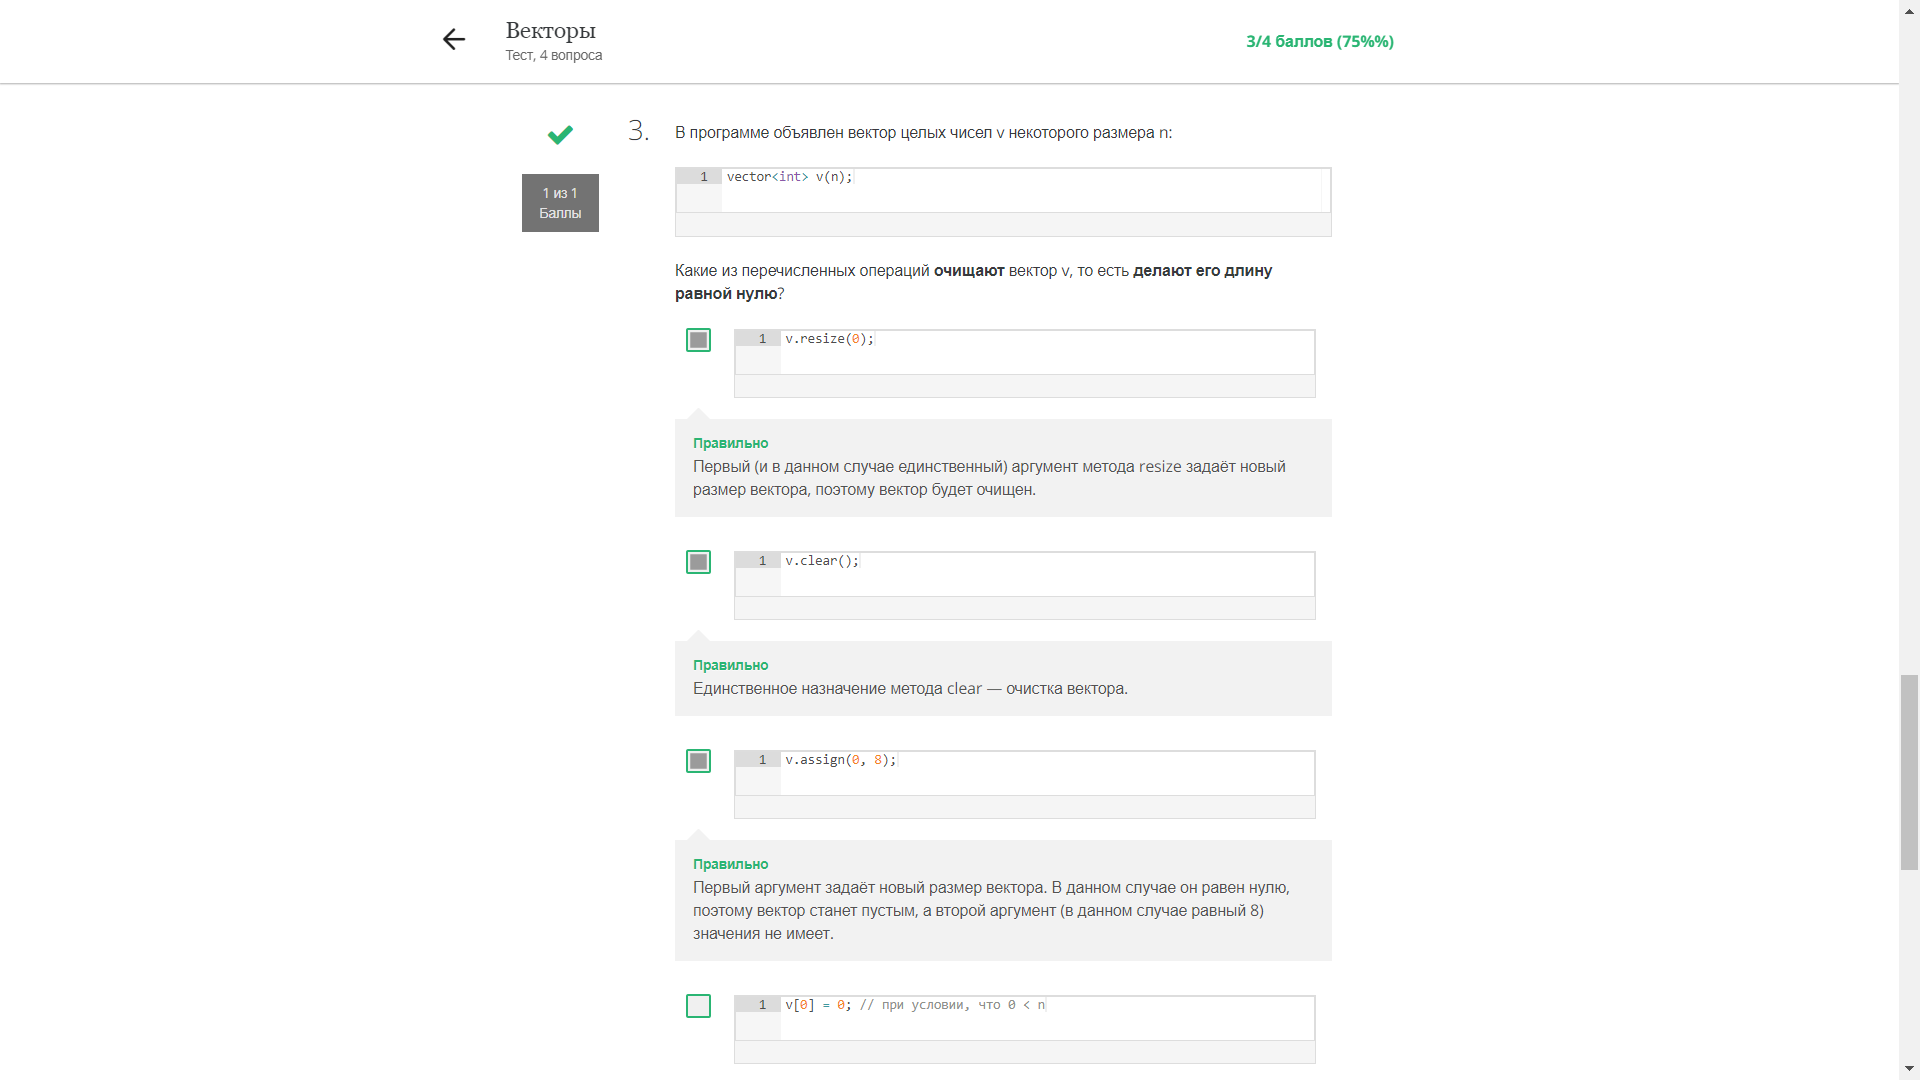 Векторы
Тест, 4 вопроса
3/4 баллов (75%%)
1 из 1
Баллы
3.
В программе объявлен вектор целых чисел v некоторого размера n:
1 vector<int> v(n);
Какие из перечисленных операций очищают вектор v, то есть делают его длину
равной нулю?
1 v.resize(0);
Правильно
Первый (и в данном случае единственный) аргумент метода resize задаёт новый
размер вектора, поэтому вектор будет очищен.
1 v.clear();
Правильно
Единственное назначение метода clear — очистка вектора.
1 v.assign(0, 8);
Правильно
Первый аргумент задаёт новый размер вектора. В данном случае он равен нулю,
поэтому вектор станет пустым, а второй аргумент (в данном случае равный 8)
значения не имеет.
1 v[0] = 0; // при условии, что 0 < n